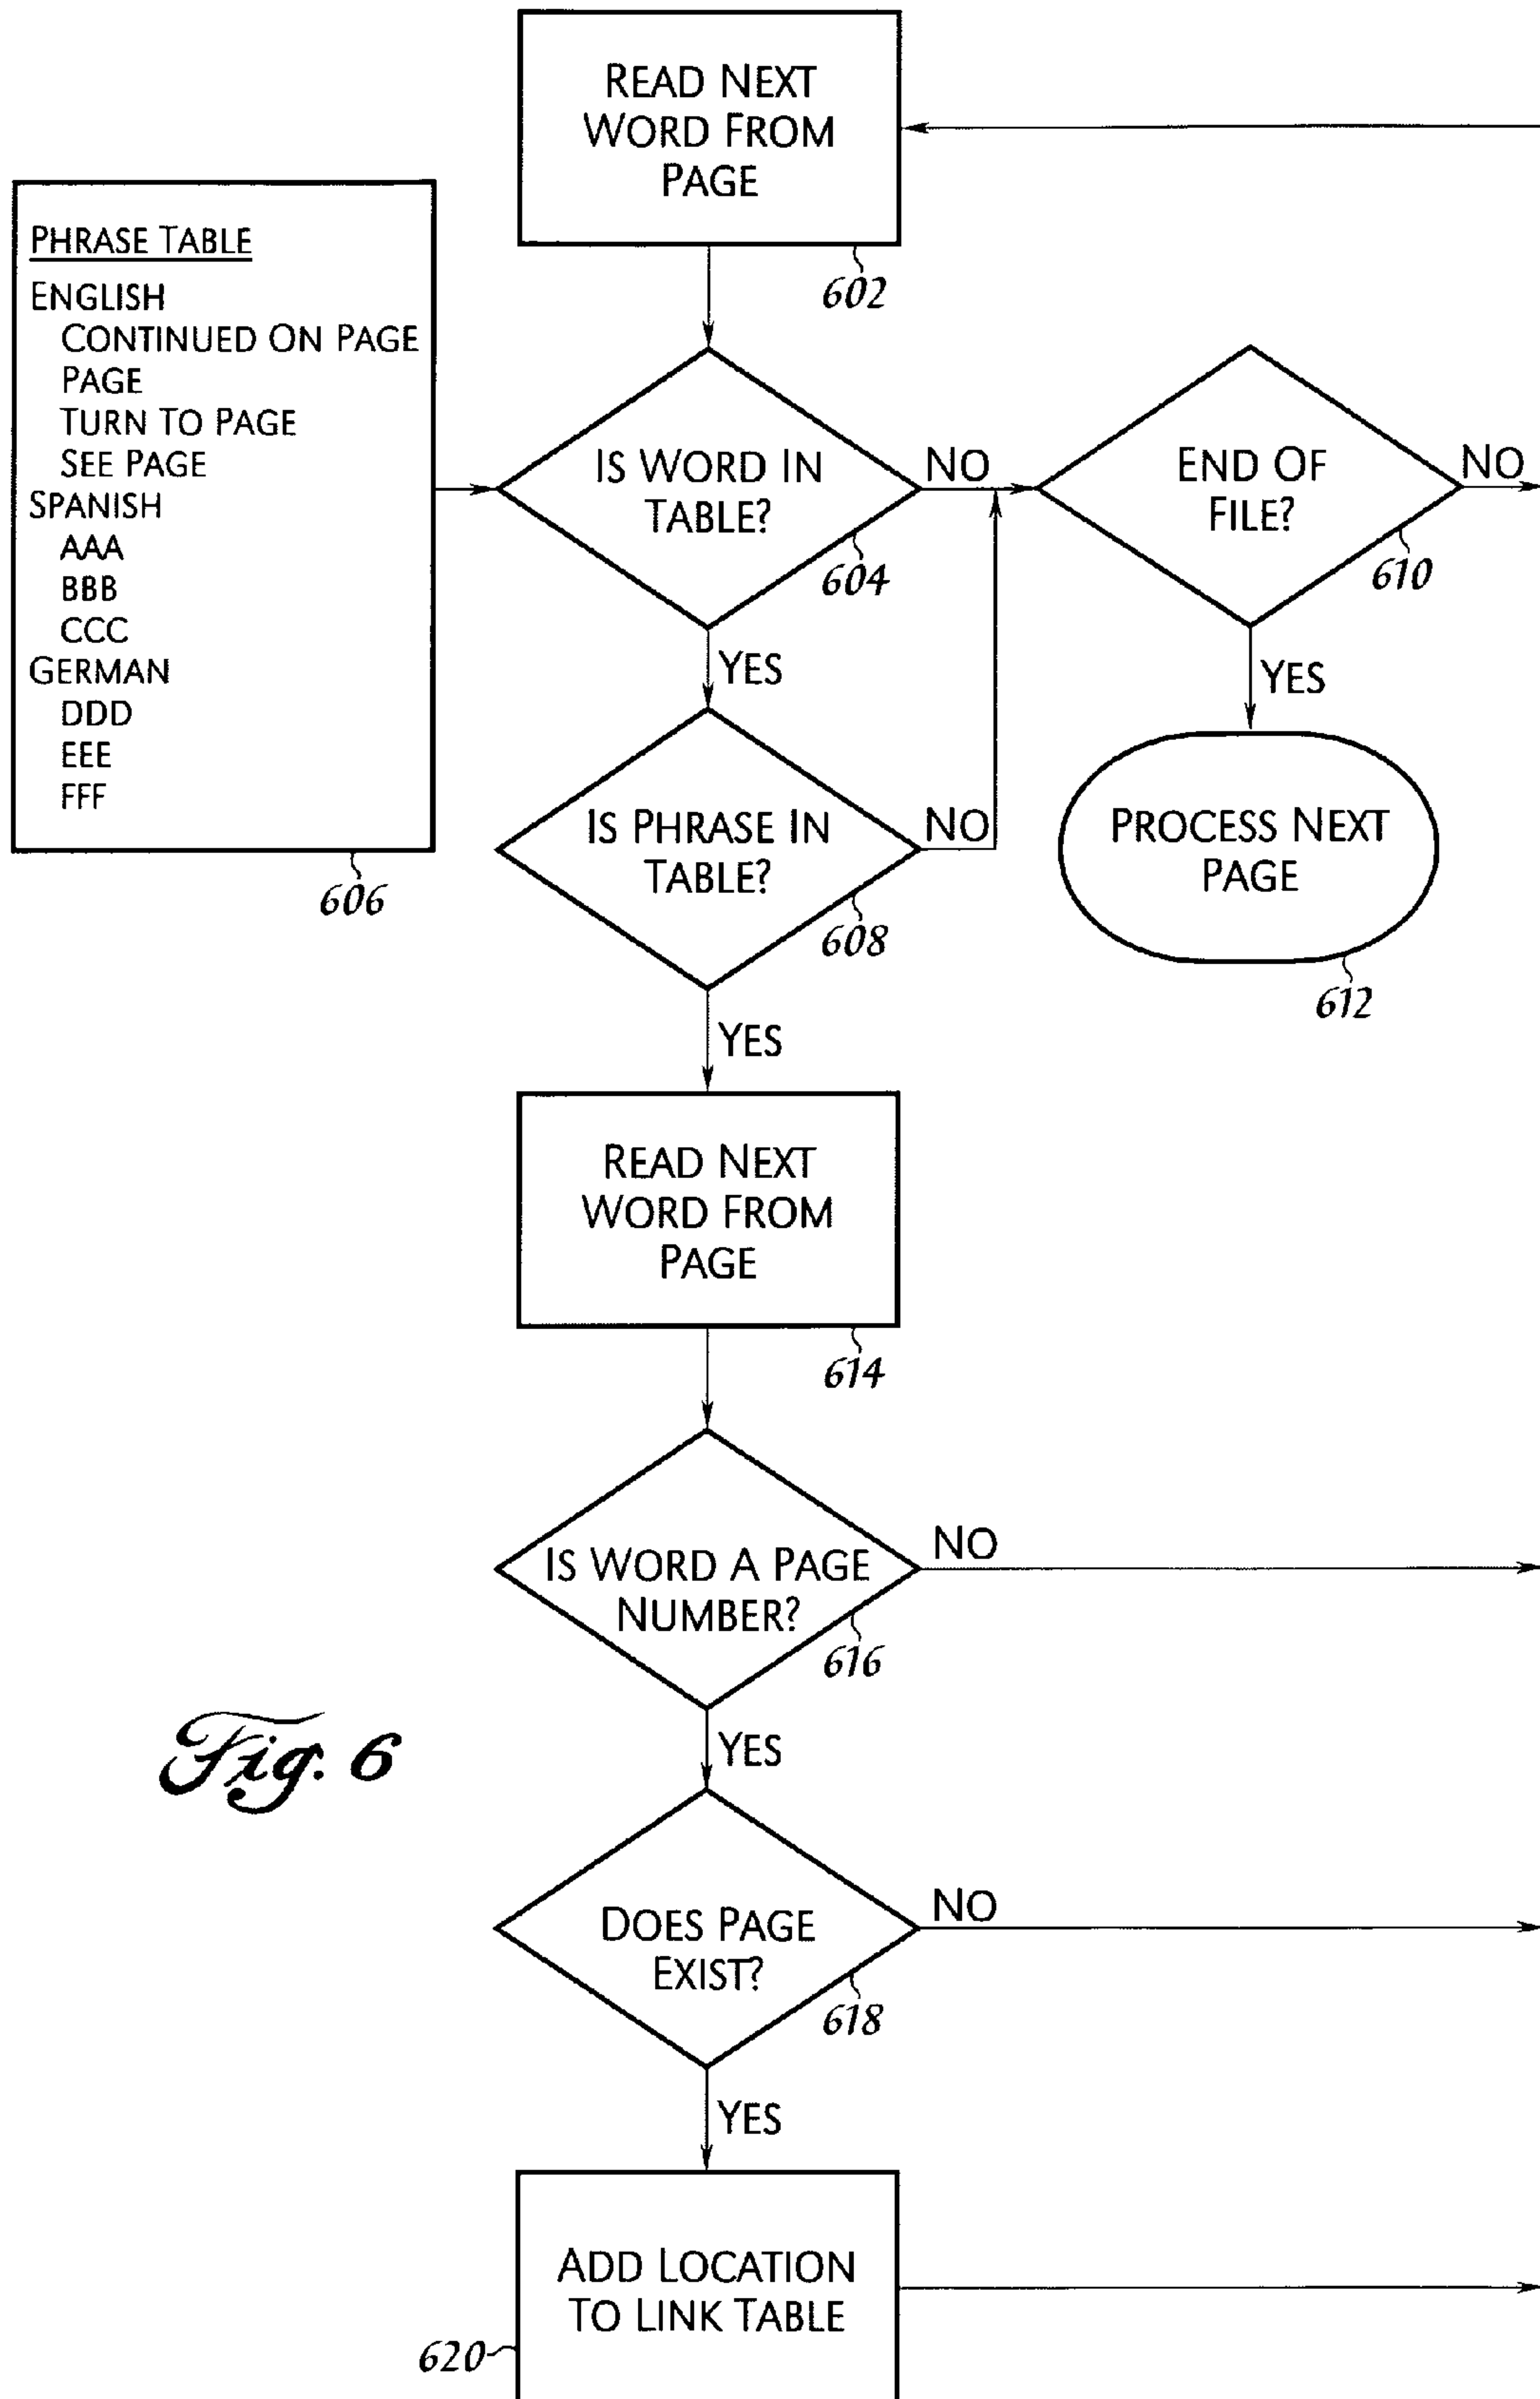 READ NEXT
WORD FROM
PAGE
602
PHRASE TABLE
ENGLISH
CONTINUED ON PAGE
PAGE
TURN TO PAGE
SEE PAGE
SPANISH
AAA
BBB
CCC
GERMAN
DDD
EEE
FFF
606
IS WORD IN
TABLE?
604
NO
END OF
FILE?
610
NO
YES
YES
IS PHRASE IN
TABLE?
608
NO
PROCESS NEXT
PAGE
612
YES
READ NEXT
WORD FROM
PAGE
614
IS WORD A PAGE
NUMBER?
616
NO
YES
Fig. 6
DOES PAGE
EXIST?
618
NO
YES
ADD LOCATION
TO LINK TABLE
620